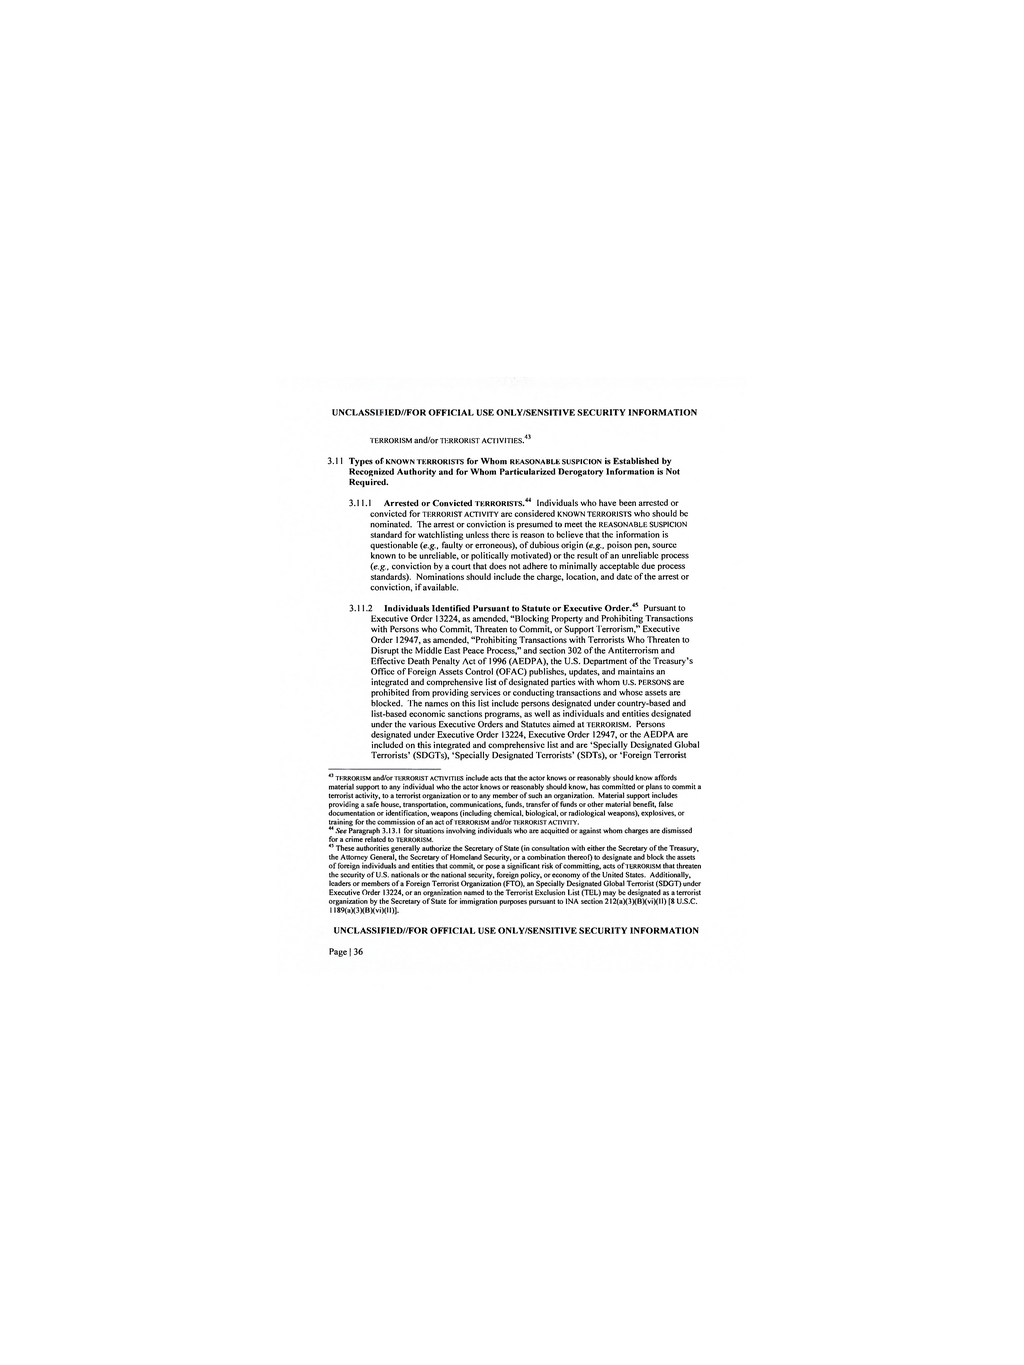 UNCLASSIFIED//FOR OFFICIAL USE ONLY/SENSITIVE SECURITY INFORMATION
TERRORISM and/or TERRORIST ACTIVITIES.43
3.11 Types of KNOWN TERRORISTS for Whom REASONABLE SUSPICION is Established by
Recognized Authority and for Whom Particularized Derogatory Information is Not
Required.
3.11.1 Arrested or Convicted TERRORISTS.44 Individuals who have been arrested or
convicted for TERRORIST ACTIVITY are considered KNOWN TERRORISTS who should be
nominated. The arrest or conviction is presumed to meet the REASONABLE SUSPICION
standard for watchlisting unless there is reason to believe that the information is
questionable (e.g., faulty or erroneous), of dubious origin (e.g., poison pen, source
known to be unreliable, or politically motivated) or the result of an unreliable process
(e.g., conviction by a court that does not adhere to minimally acceptable due process
standards). Nominations should include the charge, location, and date of the arrest or
conviction, if available.
3.11.2 Individuals Identified Pursuant to Statute or Executive Order.45 Pursuant to
Executive Order 13224, as amended, "Blocking Property and Prohibiting Transactions
with Persons who Commit, Threaten to Commit, or Support Terrorism," Executive
Order 12947, as amended, "Prohibiting Transactions with Terrorists Who Threaten to
Disrupt the Middle East Peace Process," and section 302 of the Antiterrorism and
Effective Death Penalty Act of 1996 (AEDPA), the U.S. Department of the Treasury's
Office of Foreign Assets Control (OFAC) publishes, updates, and maintains an
integrated and comprehensive list of designated parties with whom U.S. PERSONS are
prohibited from providing services or conducting transactions and whose assets are
blocked. The names on this list include persons designated under country-based and
list-based economic sanctions programs, as well as individuals and entities designated
under the various Executive Orders and Statutes aimed at TERRORISM. Persons
designated under Executive Order 13224, Executive Order 12947, or the AEDPA are
included on this integrated and comprehensive list and are 'Specially Designated Global
Terrorists' (SDGTs), 'Specially Designated Terrorists' (SDTs), or 'Foreign Terrorist
43 TERRORISM and/or TERRORIST ACTIVITIES include acts that the actor knows or reasonably should know affords
material support to any individual who the actor knows or reasonably should know, has committed or plans to commit a
terrorist activity, to a terrorist organization or to any member of such an organization. Material support includes
providing a safe house, transportation, communications, funds, transfer of funds or other material benefit, false
documentation or identification, weapons (including chemical, biological, or radiological weapons), explosives, or
training for the commission of an act of TERRORISM and/or TERRORIST ACTIVITY.
44 See Paragraph 3.13.1 for situations involving individuals who are acquitted or against whom charges are dismissed
for a crime related to TERRORISM.
45 These authorities generally authorize the Secretary of State (in consultation with either the Secretary of the Treasury,
the Attorney General, the Secretary of Homeland Security, or a combination thereof) to designate and block the assets
of foreign individuals and entities that commit, or pose a significant risk of committing, acts of TERRORISM that threaten
the security of U.S. nationals or the national security, foreign policy, or economy of the United States. Additionally,
leaders or members of a Foreign Terrorist Organization (FTO), an Specially Designated Global Terrorist (SDGT) under
Executive Order 13224, or an organization named to the Terrorist Exclusion List (TEL) may be designated as a terrorist
organization by the Secretary of State for immigration purposes pursuant to INA section 212(a)(3)(B)(vi)(II) [8 U.S.C.
1189(a)(3)(B)(vi)(II)].
UNCLASSIFIED//FOR OFFICIAL USE ONLY/SENSITIVE SECURITY INFORMATION
Page | 36